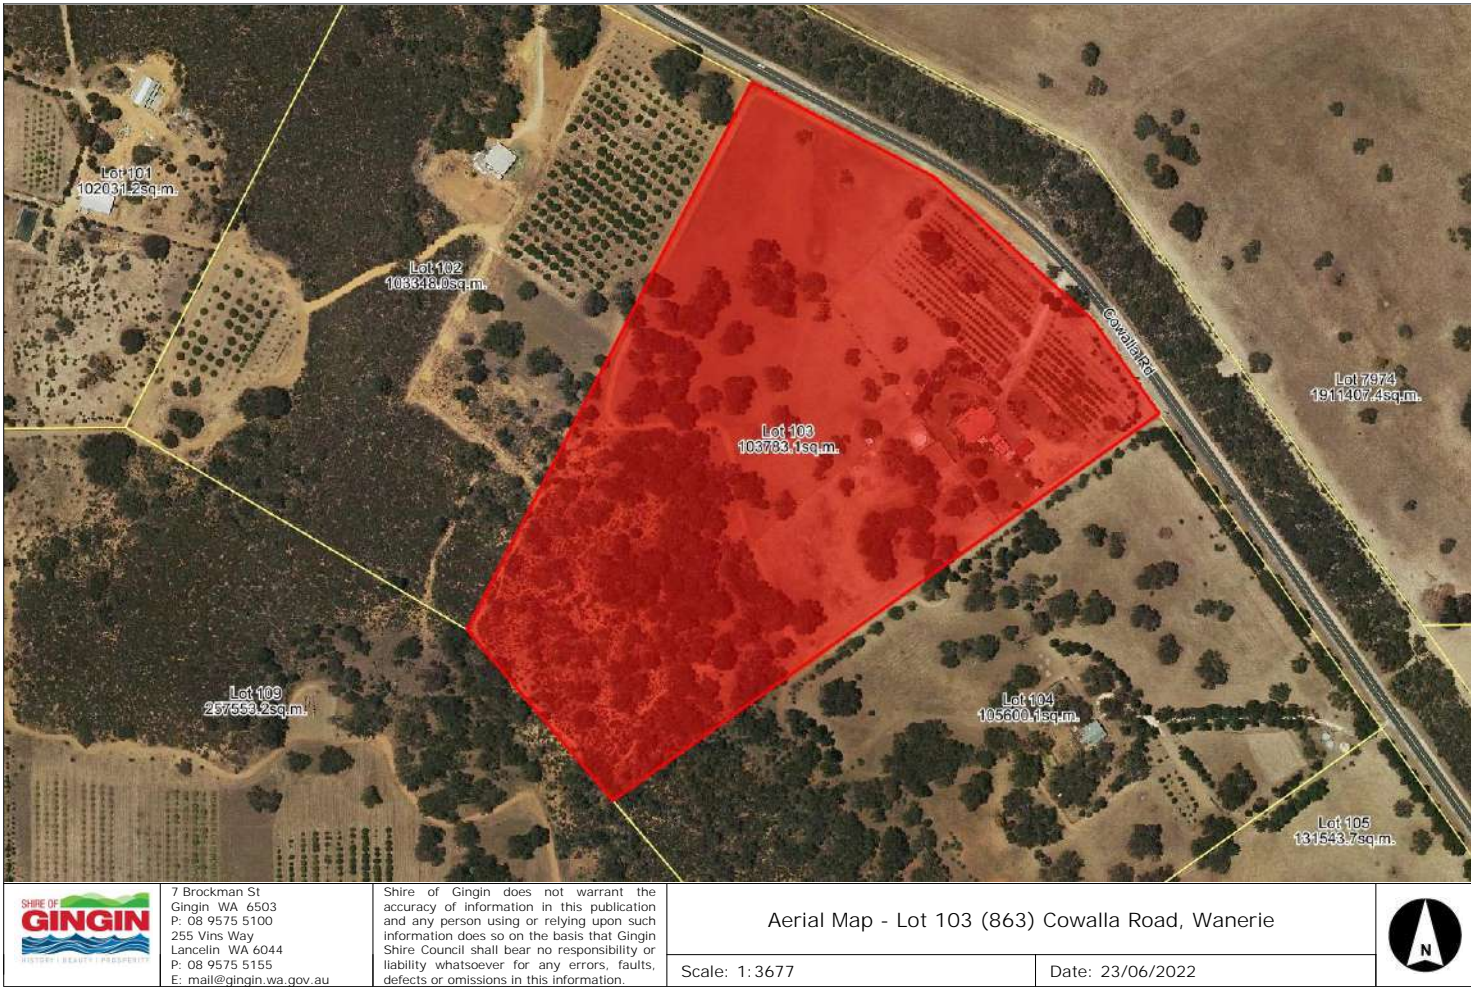 Lot 101
102031.2sq.m.
Lot 102
103348.0sq.m.
Cowalla Rd
Lot 7974
1911407.4sq.m.
Lot 103
103783.1sq.m.
Lot 109
257553.2sq.m.
Lot 104
105600.1sq.m.
Lot 105
131543.7sq.m.
SHIRE OF
GINGIN
HISTORY | BEAUTY | PROSPERITY
7 Brockman St
Gingin WA 6503
P: 08 9575 5100
255 Vins Way
Lancelin WA 6044
P: 08 9575 5155
E: mail@gingin.wa.gov.au
Shire of Gingin does not warrant the
accuracy of information in this publication
and any person using or relying upon such
information does so on the basis that Gingin
Shire Council shall bear no responsibility or
liability whatsoever for any errors, faults,
defects or omissions in this information.
Aerial Map - Lot 103 (863) Cowalla Road, Wanerie
Scale: 1:3677
Date: 23/06/2022
N